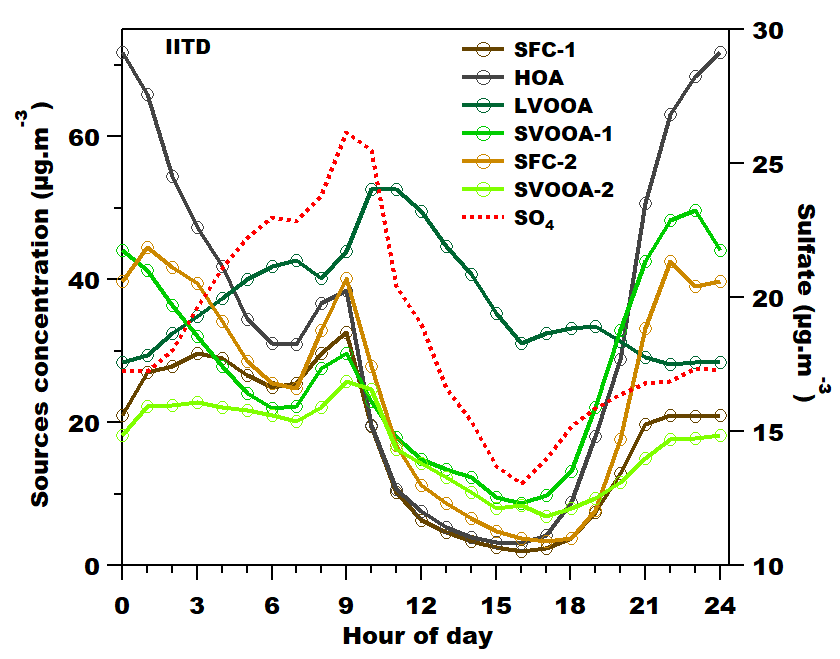 IITD
SFC-1
HOA
LVOOA
SVOOA-1
SFC-2
SVOOA-2
SO4
Sources concentration (µg.m-3)
60
40
20
0
30
25
20
15
10
Sulfate (µg.m-3)
0 3 6 9 12 15 18 21 24
Hour of day